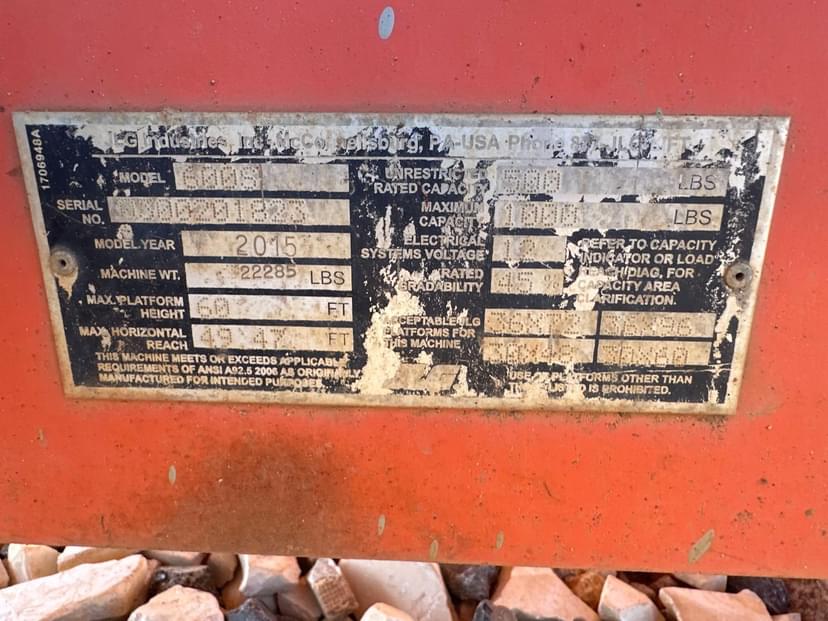 1706948A
JLG Industries, Inc. McConnellsburg, PA-USA Phone
MODEL 600S
UNRESTRICTED RATED CAPACITY 500 LBS
SERIAL NO.
MAXIMUM CAPACITY 1000 LBS
MODEL YEAR 2015
ELECTRICAL SYSTEMS VOLTAGE 12
REFER TO CAPACITY
INDICATOR OR LOAD
REACH DIAG, FOR
CAPACITY AREA
CLARIFICATION.
MACHINE WT. 22285 LBS
RATED GRADABILITY 45 %
MAX. PLATFORM HEIGHT 60 FT
MAX. HORIZONTAL REACH 49.47 FT
ACCEPTABLE JLG
PLATFORMS FOR
THIS MACHINE
THIS MACHINE MEETS OR EXCEEDS APPLICABLE
REQUIREMENTS OF ANSI A92.5 2006 AS ORIGINALLY
MANUFACTURED FOR INTENDED PURPOSES.
USE OF PLATFORMS OTHER THAN
THIS LISTED IS PROHIBITED.